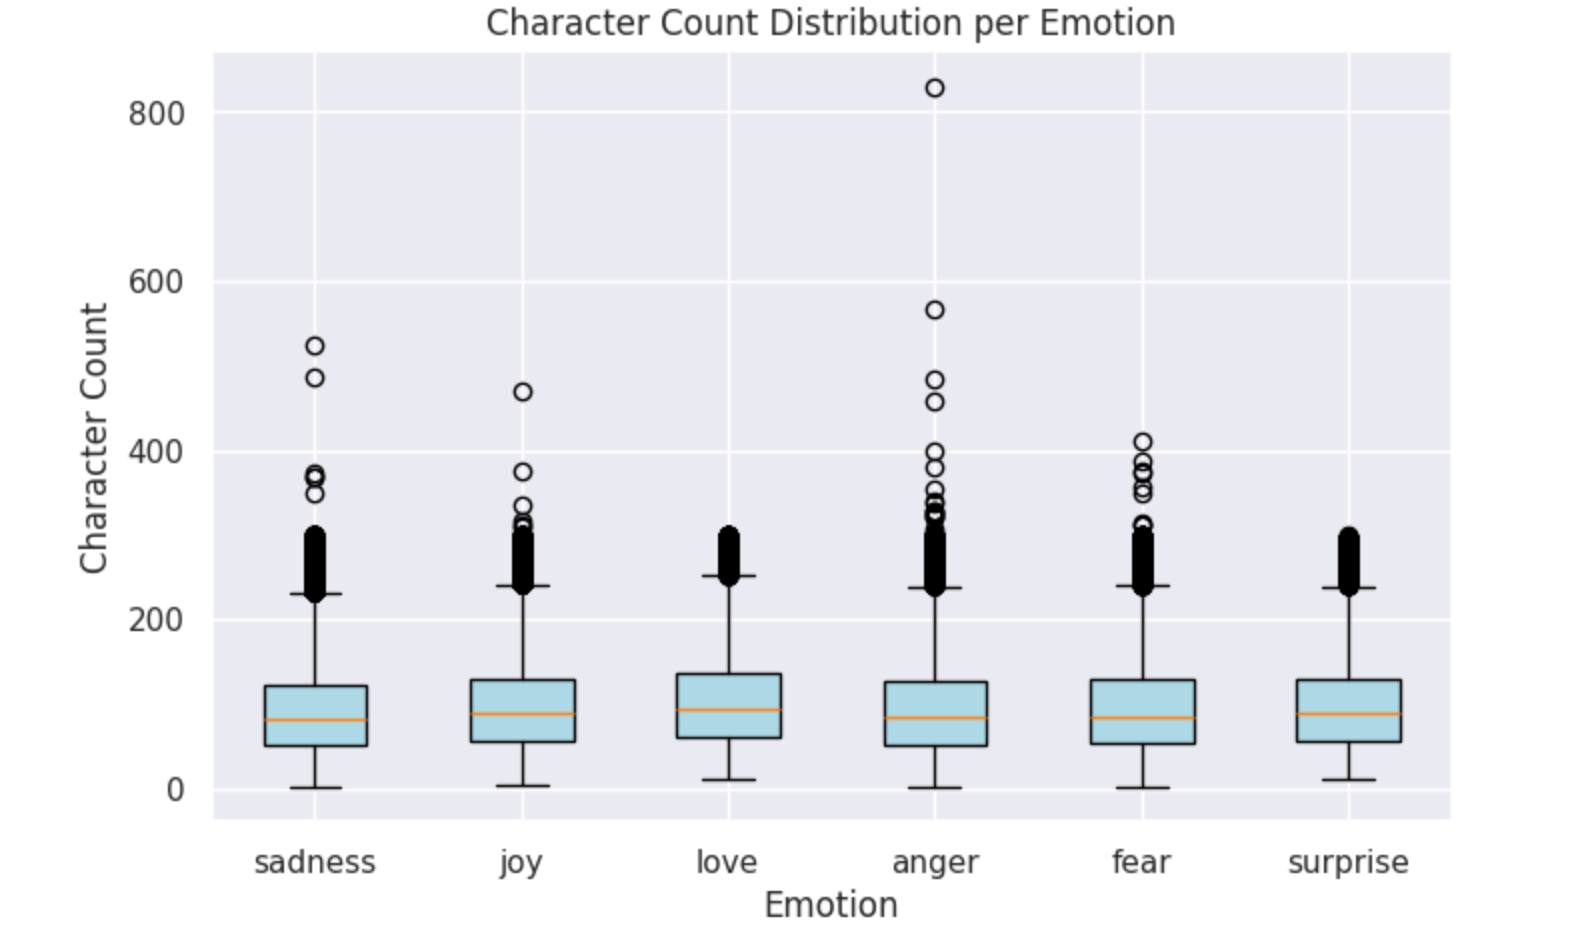 Character Count Distribution per Emotion
800
600
400
200
0
Character Count
sadness joy love anger fear surprise
Emotion